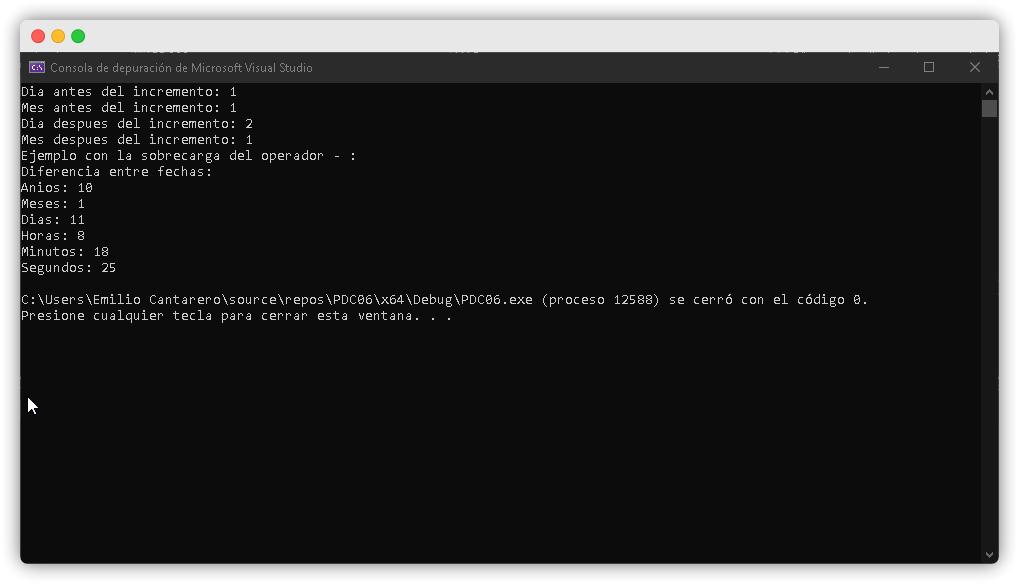 Consola de depuración de Microsoft Visual Studio
Dia antes del incremento: 1
Mes antes del incremento: 1
Dia despues del incremento: 2
Mes despues del incremento: 1
Ejemplo con la sobrecarga del operador - :
Diferencia entre fechas:
Anios: 10
Meses: 1
Dias: 11
Horas: 8
Minutos: 18
Segundos: 25
C:\Users\Emilio Cantarero\source\repos\PDC06\x64\Debug\PDC06.exe (proceso 12588) se cerró con el código 0.
Presione cualquier tecla para cerrar esta ventana. . .